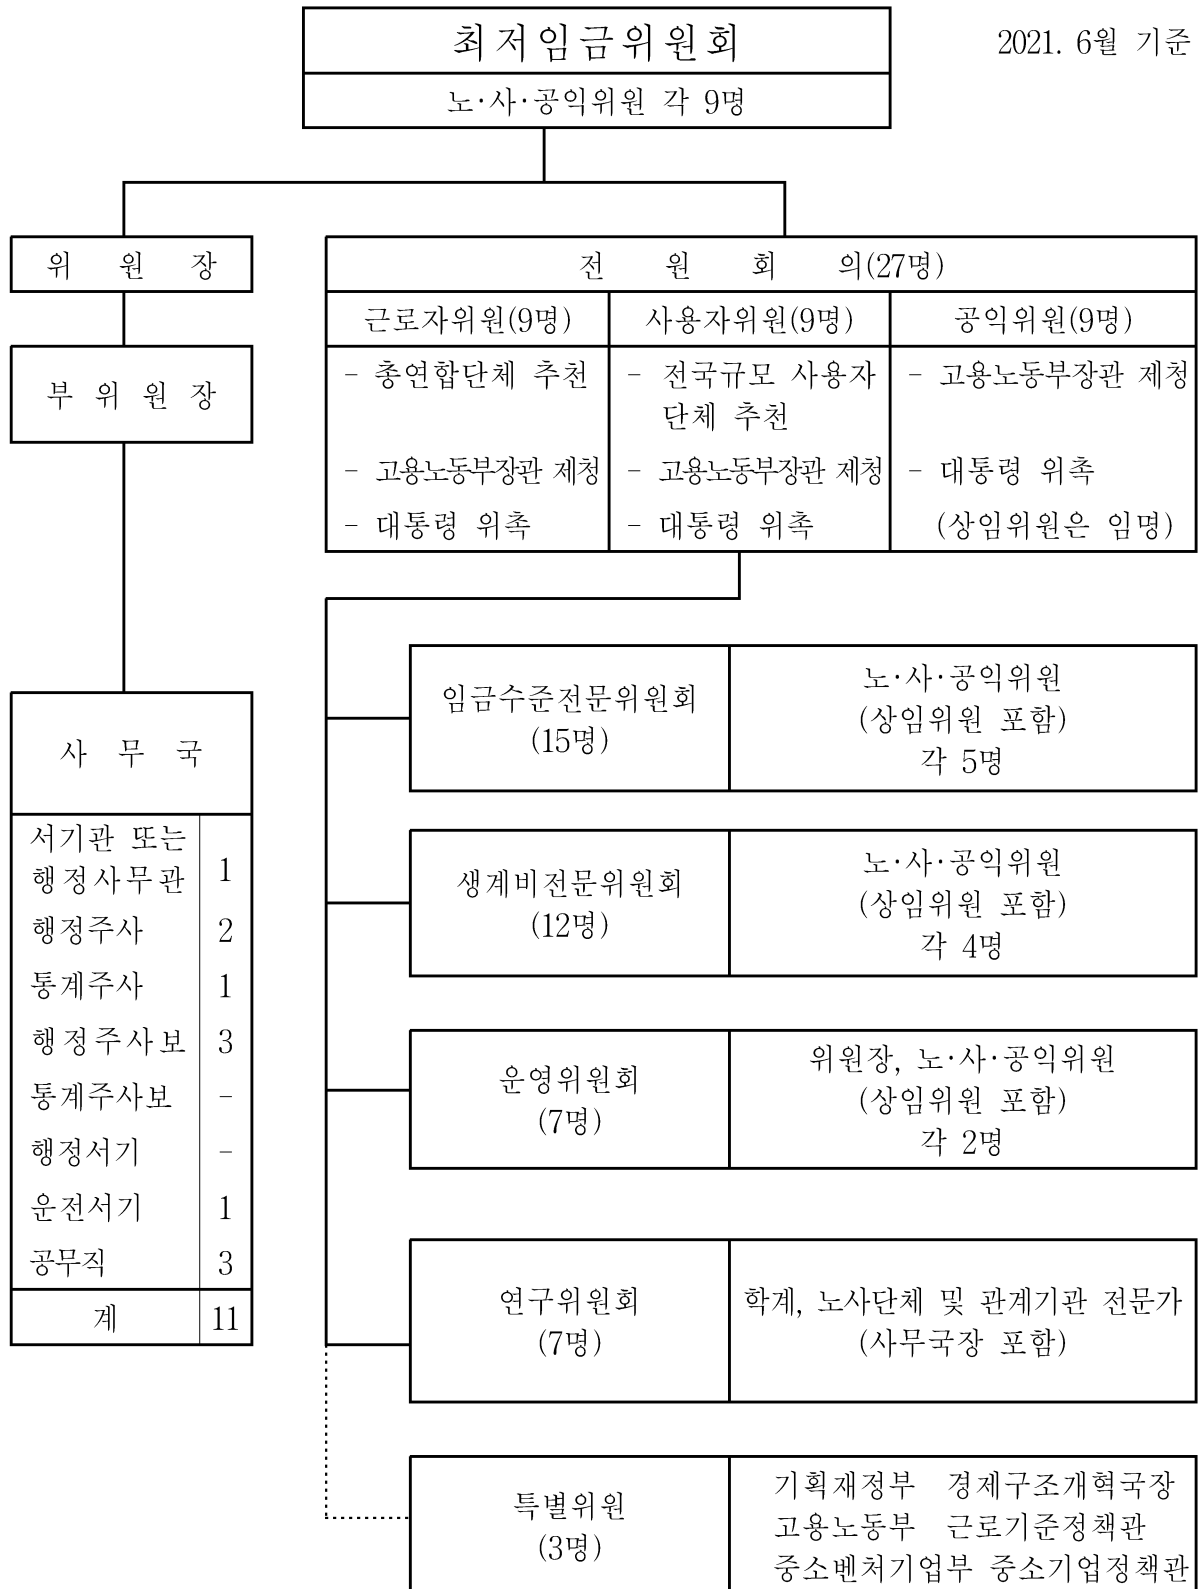 최저임금위원회
2021. 6월 기준
노·사·공익위원 각 9명
위 원 장
부 위 원 장
사 무 국
서기관 또는
행정사무관 1
행정주사 2
통계주사 1
행정주사보 3
통계주사보 -
행정서기 -
운전서기 1
공무직 3
계 11
전 원 회 의(27명)
근로자위원(9명)
- 총연합단체 추천
- 고용노동부장관 제청
- 대통령 위촉
사용자위원(9명)
- 전국규모 사용자
단체 추천
- 고용노동부장관 제청
- 대통령 위촉
공익위원(9명)
- 고용노동부장관 제청
- 대통령 위촉
(상임위원은 임명)
임금수준전문위원회
(15명)
노·사·공익위원
(상임위원 포함)
각 5명
생계비전문위원회
(12명)
노·사·공익위원
(상임위원 포함)
각 4명
운영위원회
(7명)
위원장, 노·사·공익위원
(상임위원 포함)
각 2명
연구위원회
(7명)
학계, 노사단체 및 관계기관 전문가
(사무국장 포함)
특별위원
(3명)
기획재정부 경제구조개혁국장
고용노동부 근로기준정책관
중소벤처기업부 중소기업정책관